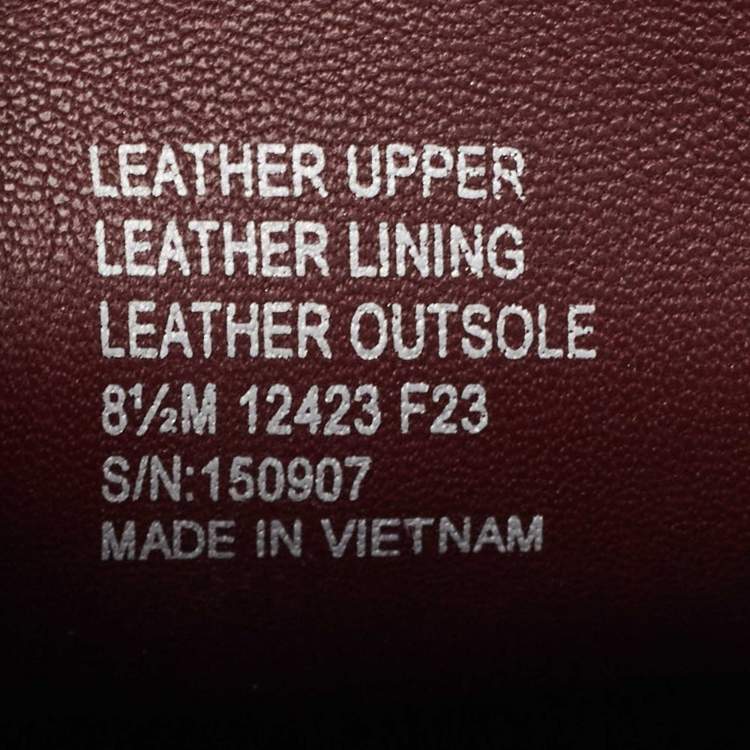 LEATHER UPPER
LEATHER LINING
LEATHER OUTSOLE
8½M 12423 F23
S/N:150907
MADE IN VIETNAM